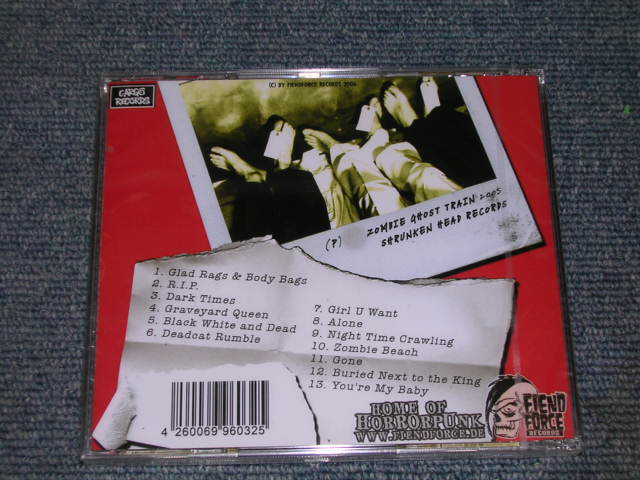 CARGO
RECORDS
(C) BY FIENDFORCE RECORDS 2006
ZOMBIE GHOST TRAIN 2005
(P)
SHRUNKEN HEAD RECORDS
1. Glad Rags & Body Bags
2. R.I.P.
3. Dark Times
4. Graveyard Queen
5. Black White and Dead
6. Deadcat Rumble
7. Girl U Want
8. Alone
9. Night Time Crawling
10. Zombie Beach
11. Gone
12. Buried Next to the King
13. You're My Baby
4 260069 960325
HOME OF
HORRORPUNK
WWW.FIENDFORCE.DE
FIEND
FORCE
RECORDS